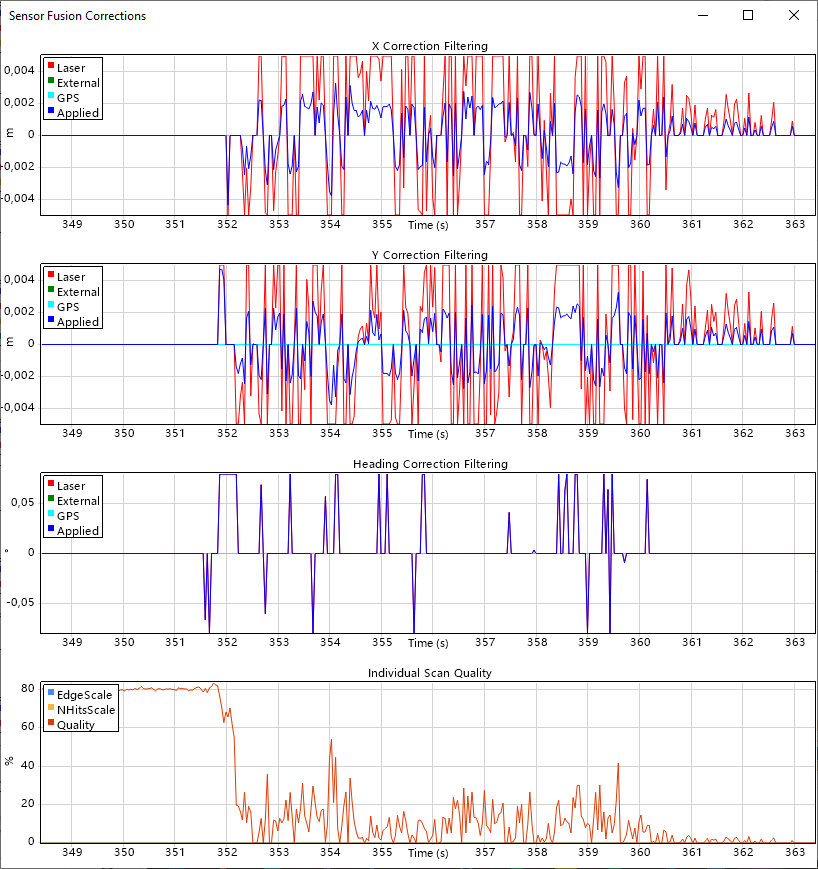 Sensor Fusion Corrections
X Correction Filtering
Laser
External
GPS
Applied
0,004
0,002
0
-0,002
-0,004
m
349 350 351 352 353 354 355 356 357 358 359 360 361 362 363
Time (s)
Y Correction Filtering
Laser
External
GPS
Applied
0,004
0,002
0
-0,002
-0,004
m
349 350 351 352 353 354 355 356 357 358 359 360 361 362 363
Time (s)
Heading Correction Filtering
Laser
External
GPS
Applied
0,05
0
-0,05
°
349 350 351 352 353 354 355 356 357 358 359 360 361 362 363
Time (s)
Individual Scan Quality
EdgeScale
NHitsScale
Quality
80
60
40
20
0
%
349 350 351 352 353 354 355 356 357 358 359 360 361 362 363
Time (s)